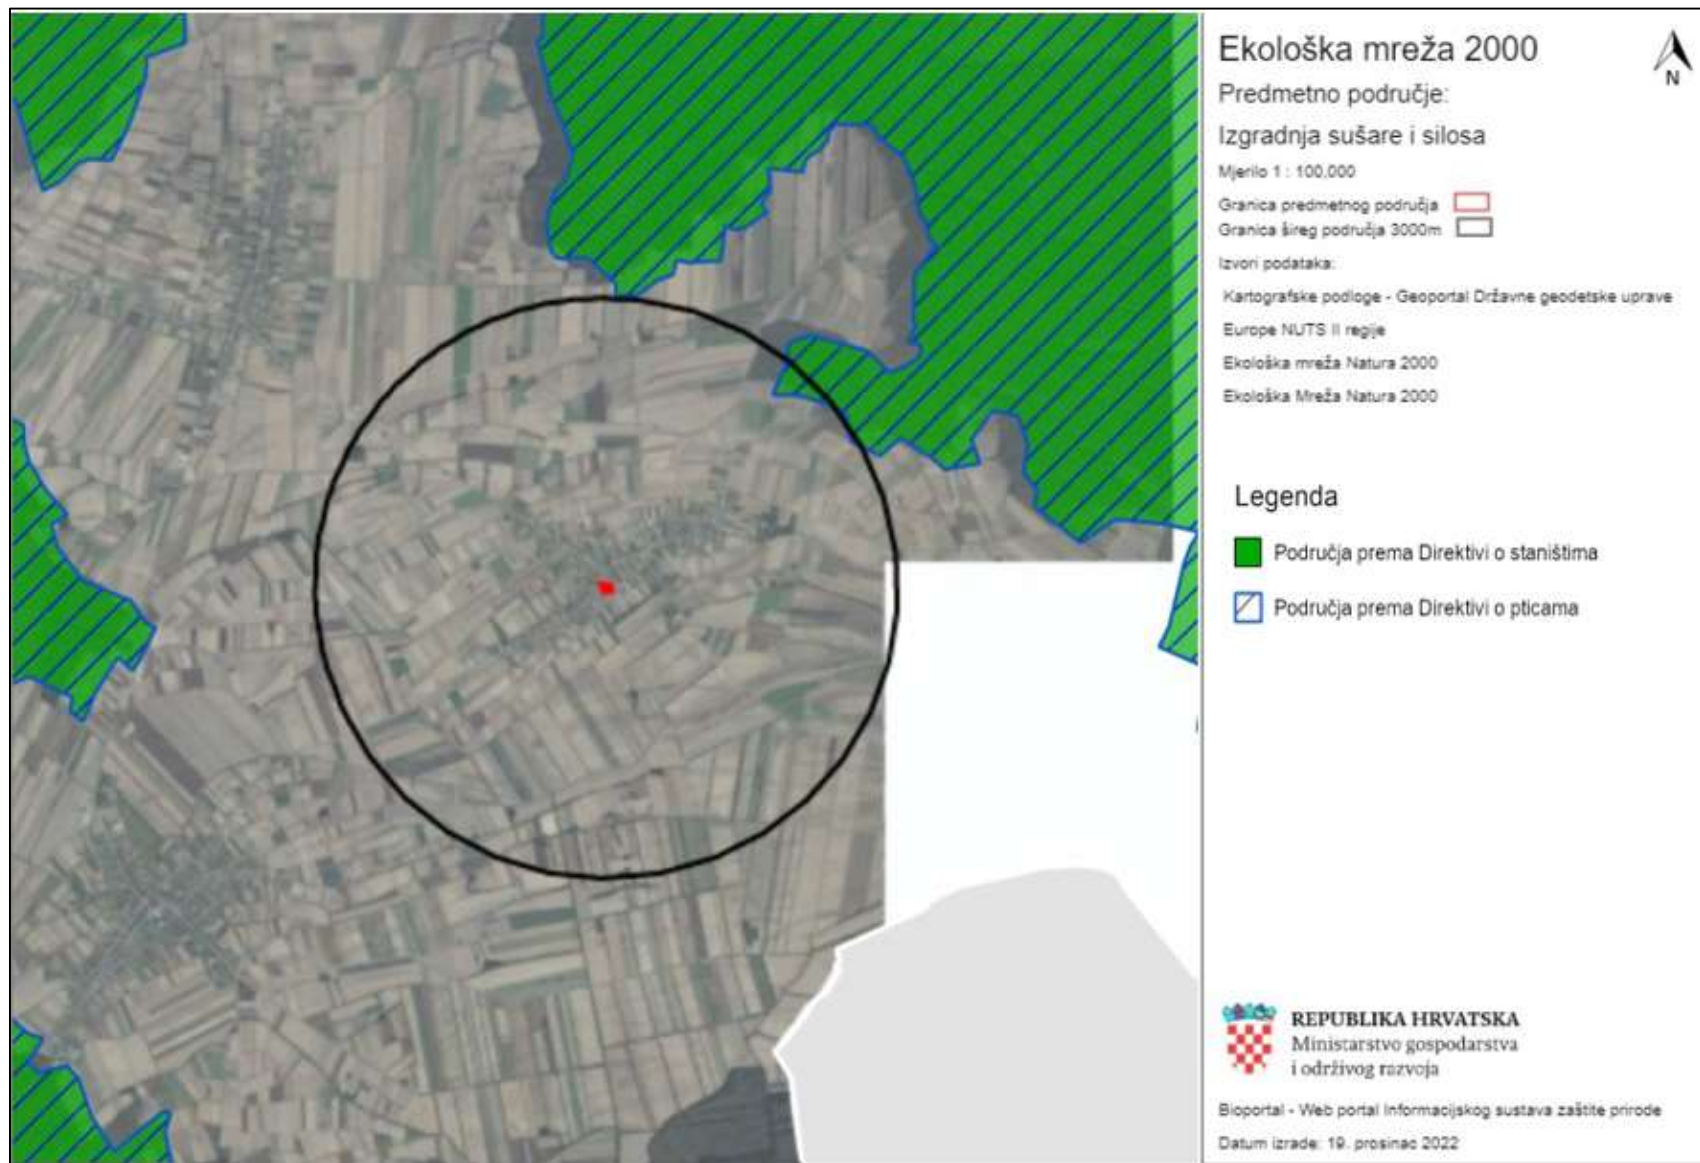 Ekološka mreža 2000
N
Predmetno područje:
Izgradnja sušare i silosa
Mjerilo 1 : 100,000
Granica predmetnog područja
Granica šireg područja 3000m
Izvori podataka:
Kartografske podloge - Geoportal Državne geodetske uprave
Europe NUTS II regije
Ekološka mreža Natura 2000
Ekološka Mreža Natura 2000
Legenda
Područja prema Direktivi o staništima
Područja prema Direktivi o pticama
REPUBLIKA HRVATSKA
Ministarstvo gospodarstva
i održivog razvoja
Bioportal - Web portal Informacijskog sustava zaštite prirode
Datum izrade: 19. prosinac 2022